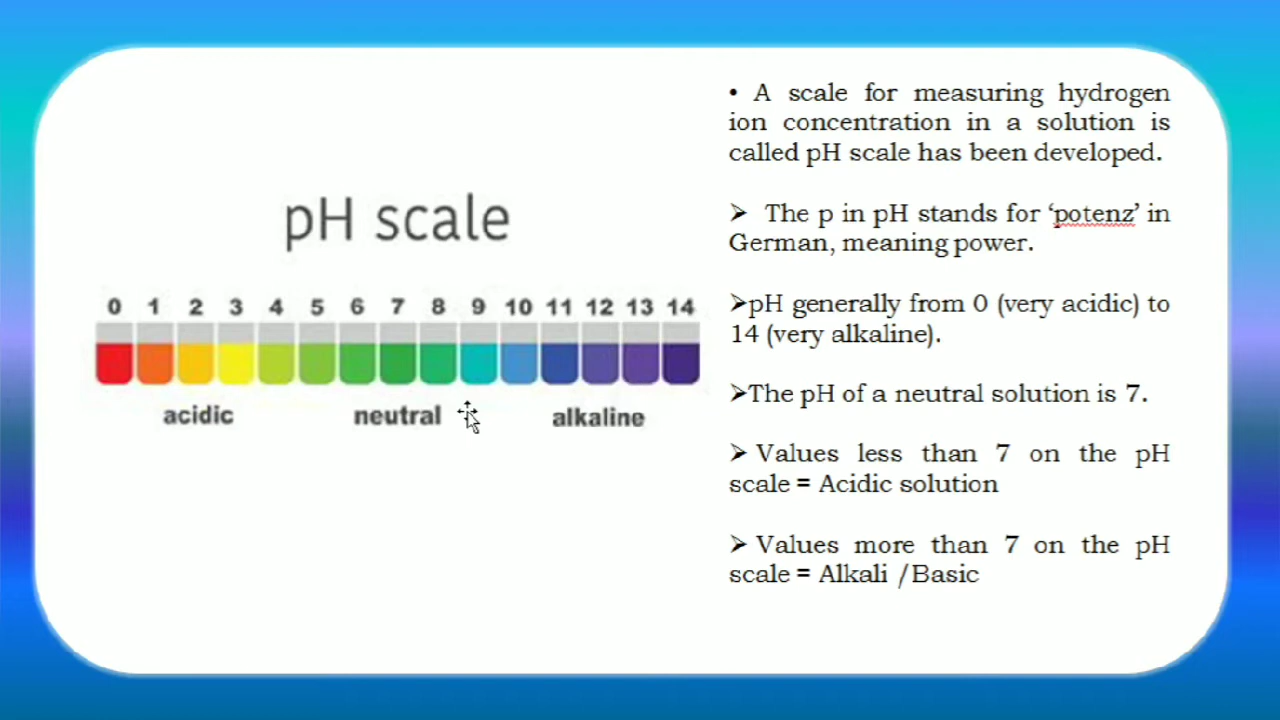 pH scale
0 1 2 3 4 5 6 7 8 9 10 11 12 13 14
acidic neutral alkaline
• A scale for measuring hydrogen
ion concentration in a solution is
called pH scale has been developed.
➢ The p in pH stands for ‘potenz’ in
German, meaning power.
➢pH generally from 0 (very acidic) to
14 (very alkaline).
➢The pH of a neutral solution is 7.
➢ Values less than 7 on the pH
scale = Acidic solution
➢ Values more than 7 on the pH
scale = Alkali /Basic